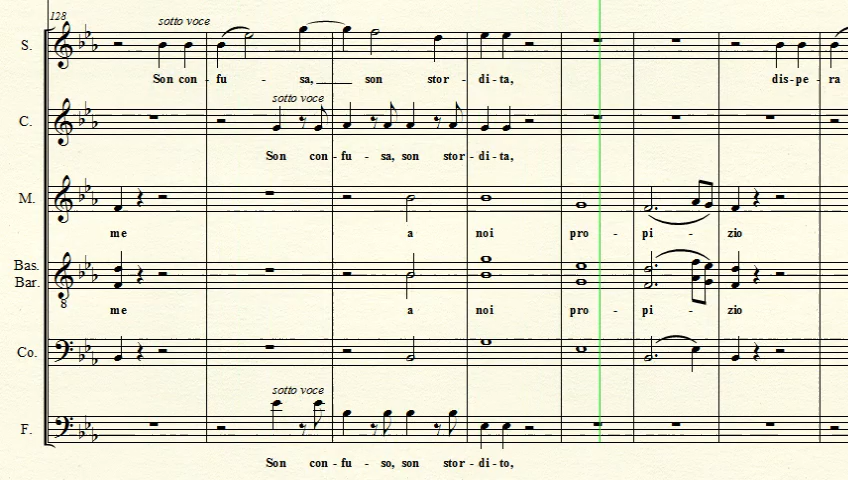 128
sotto voce
S.
Son con - fu - sa, son stor - di - ta, dis - pe - ra
sotto voce
C.
Son con - fu - sa, son stor - di - ta,
M.
me a noi pro - pi - zio
Bas.
Bar.
8
me a noi pro - pi - zio
Co.
sotto voce
F.
Son con - fu - so, son stor - di - to,